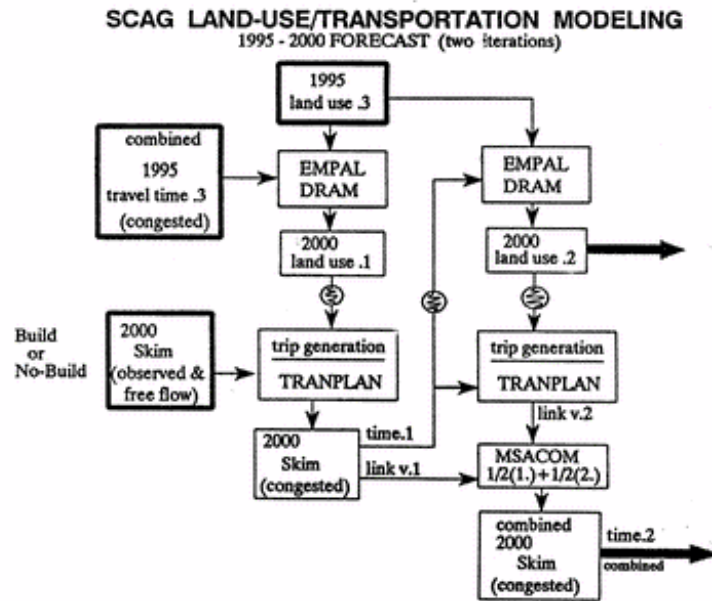 SCAG LAND-USE/TRANSPORTATION MODELING
1995 - 2000 FORECAST (two iterations)
1995
land use .3
combined
1995
travel time .3
(congested)
EMPAL
DRAM
EMPAL
DRAM
2000
land use .1
2000
land use .2
Build
or
No-Build
2000
Skim
(observed &
free flow)
trip generation
TRANPLAN
trip generation
TRANPLAN
link v.2
2000
Skim
(congested)
time.1
link v.1
MSACOM
1/2(1.)+1/2(2.)
combined
2000
Skim
(congested)
time.2
combined